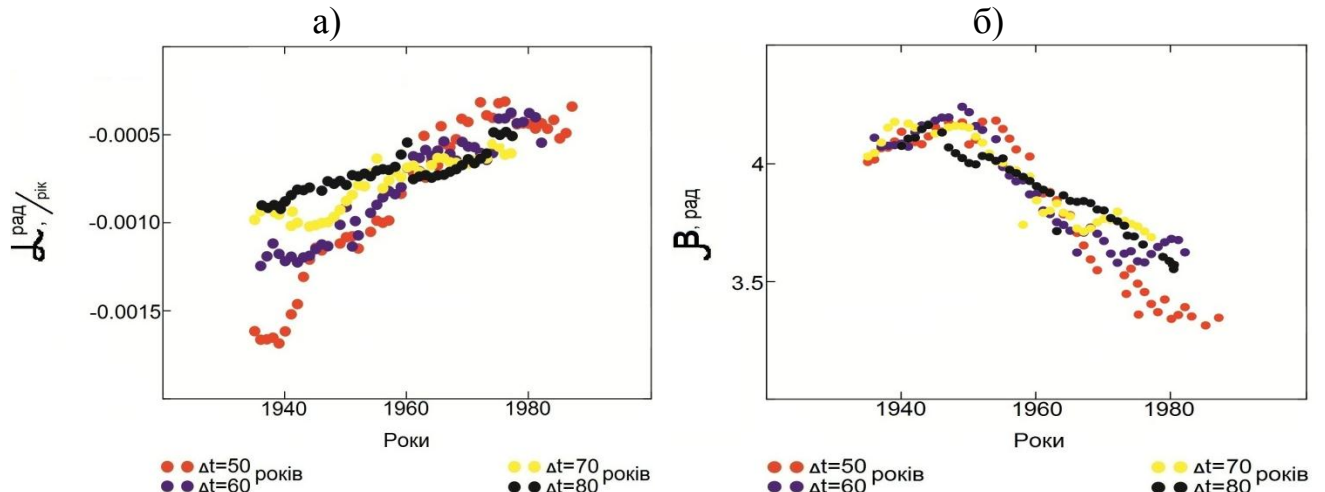 а)
-0.0005
-0.0010
-0.0015
рад
, /рік
1940
1960
1980
Роки
Δt=50
Δt=60
років
Δt=70
Δt=80
років
б)
4
3.5
β, рад
1940
1960
1980
Роки
Δt=50
Δt=60
років
Δt=70
Δt=80
років